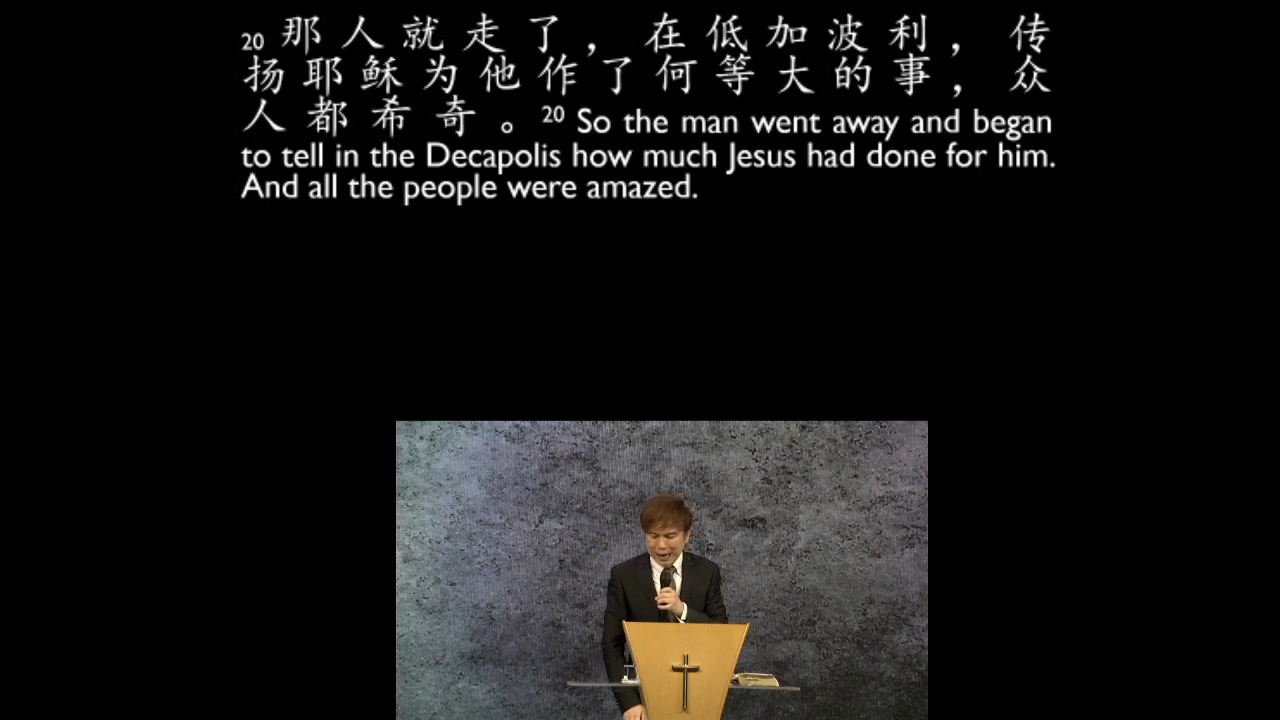 20 那人就走了，在低加波利，传
扬耶稣为他作了何等大的事，众
人都希奇。20 So the man went away and began
to tell in the Decapolis how much Jesus had done for him.
And all the people were amazed.